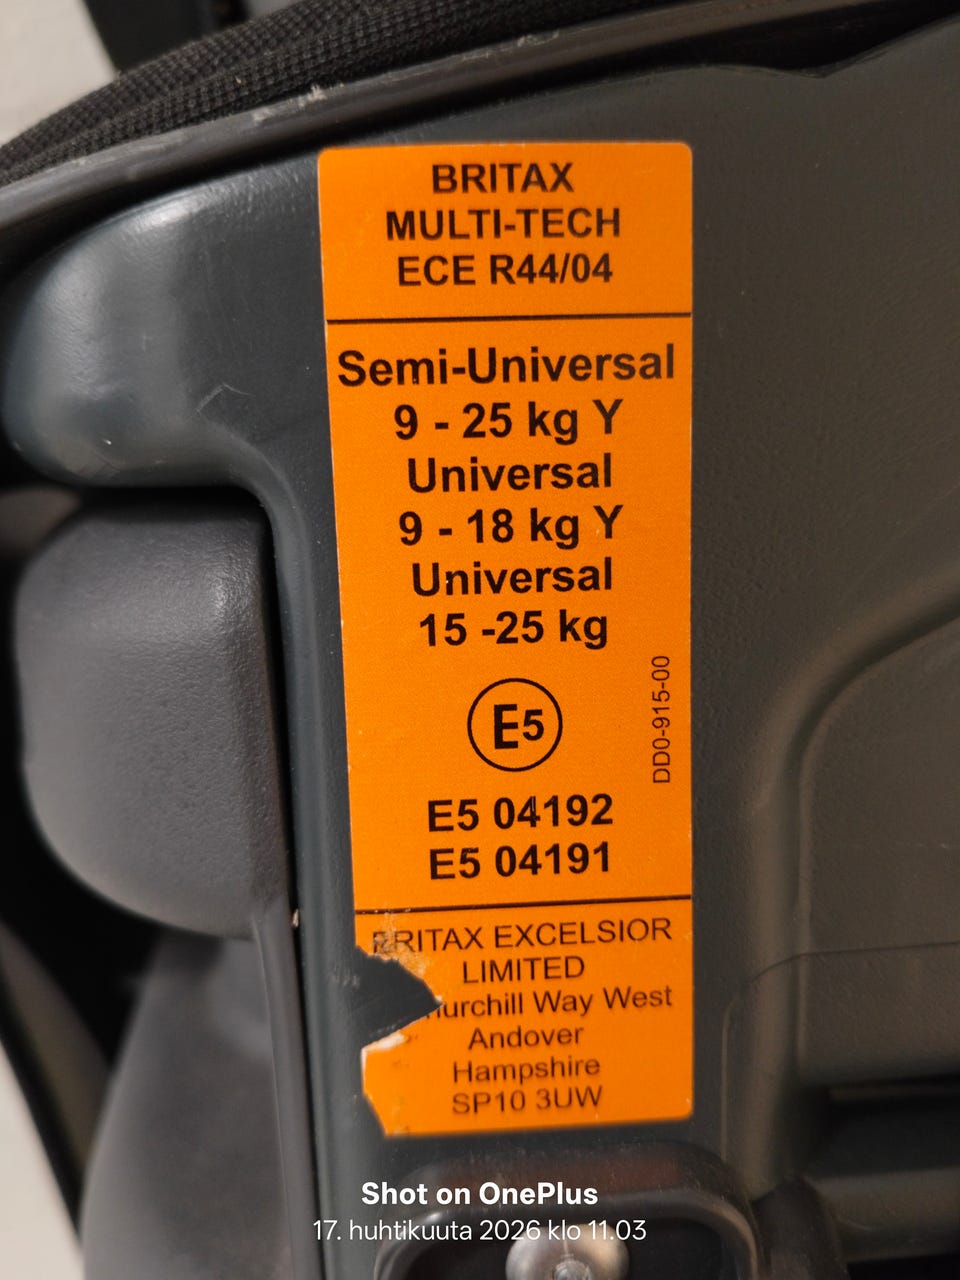 BRITAX
MULTI-TECH
ECE R44/04
Semi-Universal
9 - 25 kg Y
Universal
9 - 18 kg Y
Universal
15 -25 kg
E5
DD0-915-00
E5 04192
E5 04191
BRITAX EXCELSIOR
LIMITED
Way West
Andover
Hampshire
SP10 3UW
Shot on OnePlus
17. huhtikuuta 2026 klo 11.03